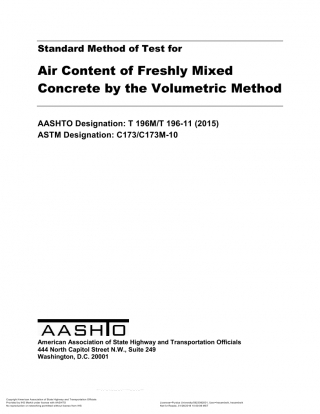 Standard Method of Test for
Air Content of Freshly Mixed
Concrete by the Volumetric Method
AASHTO Designation: T 196M/T 196-11 (2015)
ASTM Designation: C173/C173M-10
AASHTO
American Association of State Highway and Transportation Officials
444 North Capitol Street N.W., Suite 249
Washington, D.C. 20001